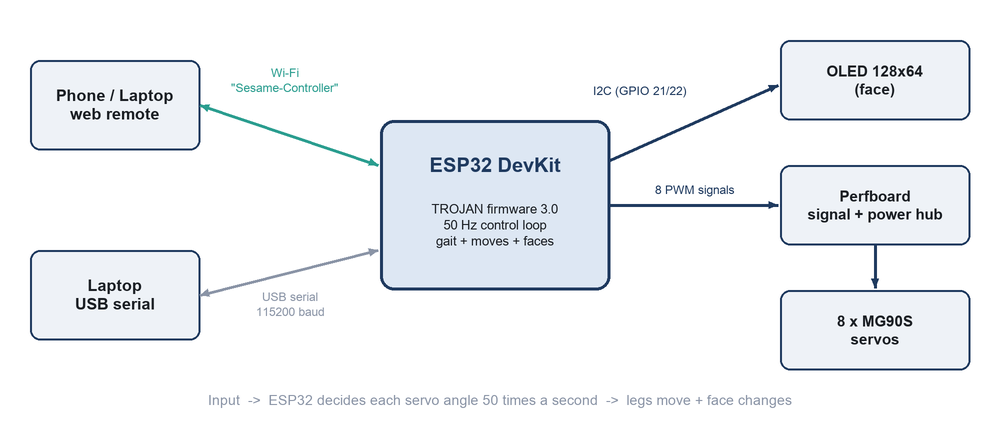 Phone / Laptop
web remote
Wi-Fi
"Sesame-Controller"
Laptop
USB serial
USB serial
115200 baud
ESP32 DevKit
TROJAN firmware 3.0
50 Hz control loop
gait + moves + faces
I2C (GPIO 21/22)
OLED 128x64
(face)
8 PWM signals
Perfboard
signal + power hub
8 x MG90S
servos
Input -> ESP32 decides each servo angle 50 times a second -> legs move + face changes